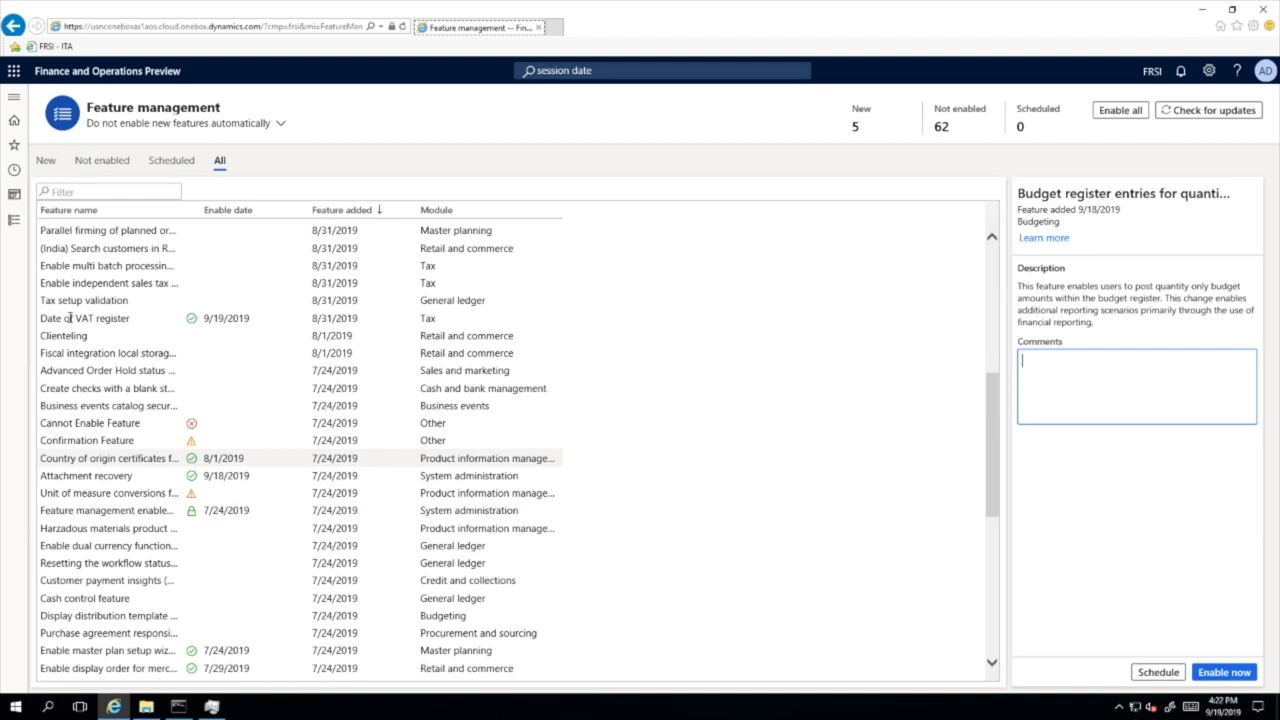 https://usnconeboxax1aos.cloud.onebox.dynamics.com/?cmp=frsi&mi=FeatureMan
Feature management -- Fin...
FRSI - ITA
Finance and Operations Preview
session date
FRSI
AD
Feature management
Do not enable new features automatically
New
5
Not enabled
62
Scheduled
0
Enable all
Check for updates
New Not enabled Scheduled All
Filter
Feature name Enable date Feature added Module
Parallel firming of planned or... 8/31/2019 Master planning
(India) Search customers in R... 8/31/2019 Retail and commerce
Enable multi batch processin... 8/31/2019 Tax
Enable independent sales tax ... 8/31/2019 Tax
Tax setup validation 8/31/2019 General ledger
Date of VAT register 9/19/2019 8/31/2019 Tax
Clienteling 8/1/2019 Retail and commerce
Fiscal integration local storag... 8/1/2019 Retail and commerce
Advanced Order Hold status ... 7/24/2019 Sales and marketing
Create checks with a blank st... 7/24/2019 Cash and bank management
Business events catalog secur... 7/24/2019 Business events
Cannot Enable Feature 7/24/2019 Other
Confirmation Feature 7/24/2019 Other
Country of origin certificates f... 8/1/2019 7/24/2019 Product information manage...
Attachment recovery 9/18/2019 7/24/2019 System administration
Unit of measure conversions f... 7/24/2019 Product information manage...
Feature management enable... 7/24/2019 7/24/2019 System administration
Harzadous materials product ... 7/24/2019 Product information manage...
Enable dual currency function... 7/24/2019 General ledger
Resetting the workflow status... 7/24/2019 General ledger
Customer payment insights (... 7/24/2019 Credit and collections
Cash control feature 7/24/2019 General ledger
Display distribution template ... 7/24/2019 Budgeting
Purchase agreement responsi... 7/24/2019 Procurement and sourcing
Enable master plan setup wiz... 7/24/2019 7/24/2019 Master planning
Enable display order for merc... 7/29/2019 7/24/2019 Retail and commerce
Budget register entries for quanti...
Feature added 9/18/2019
Budgeting
Learn more
Description
This feature enables users to post quantity only budget
amounts within the budget register. This change enables
additional reporting scenarios primarily through the use of
financial reporting.
Comments
Schedule
Enable now
4:22 PM
9/19/2019